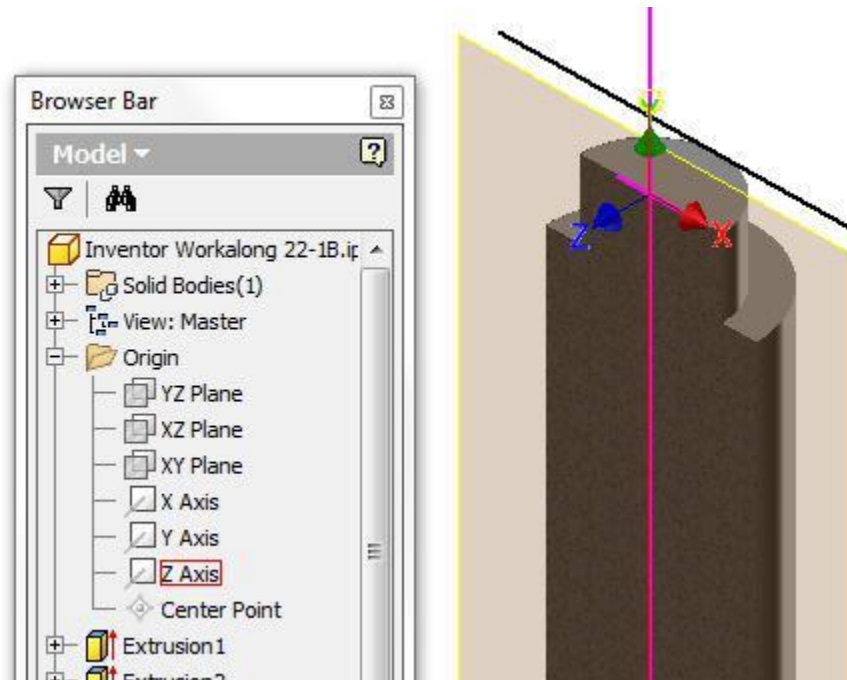 Browser Bar
Model
Inventor Workalong 22-1B.ip
Solid Bodies(1)
View: Master
Origin
YZ Plane
XZ Plane
XY Plane
X Axis
Y Axis
Z Axis
Center Point
Extrusion1
Extrusion2
Y
Z
X